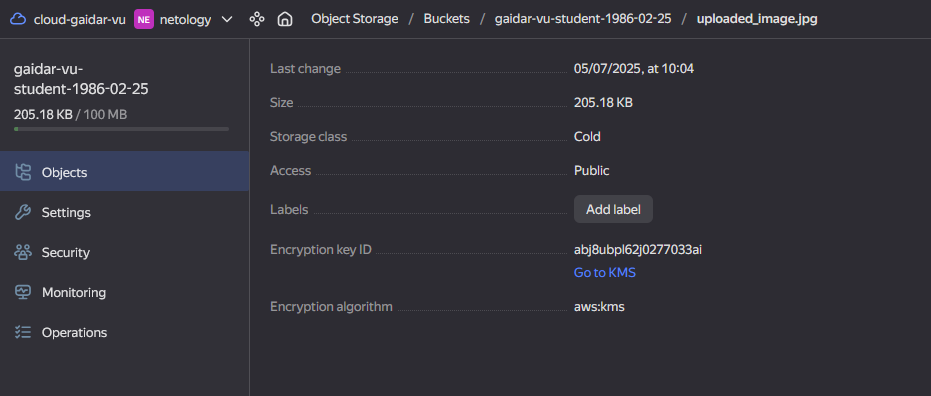 cloud-gaidar-vu NE netology Object Storage / Buckets / gaidar-vu-student-1986-02-25 / uploaded_image.jpg
gaidar-vu-
student-1986-02-25
205.18 KB / 100 MB
Objects
Settings
Security
Monitoring
Operations
Last change 05/07/2025, at 10:04
Size 205.18 KB
Storage class Cold
Access Public
Labels Add label
Encryption key ID abj8ubpl62j0277033ai
Go to KMS
Encryption algorithm aws:kms